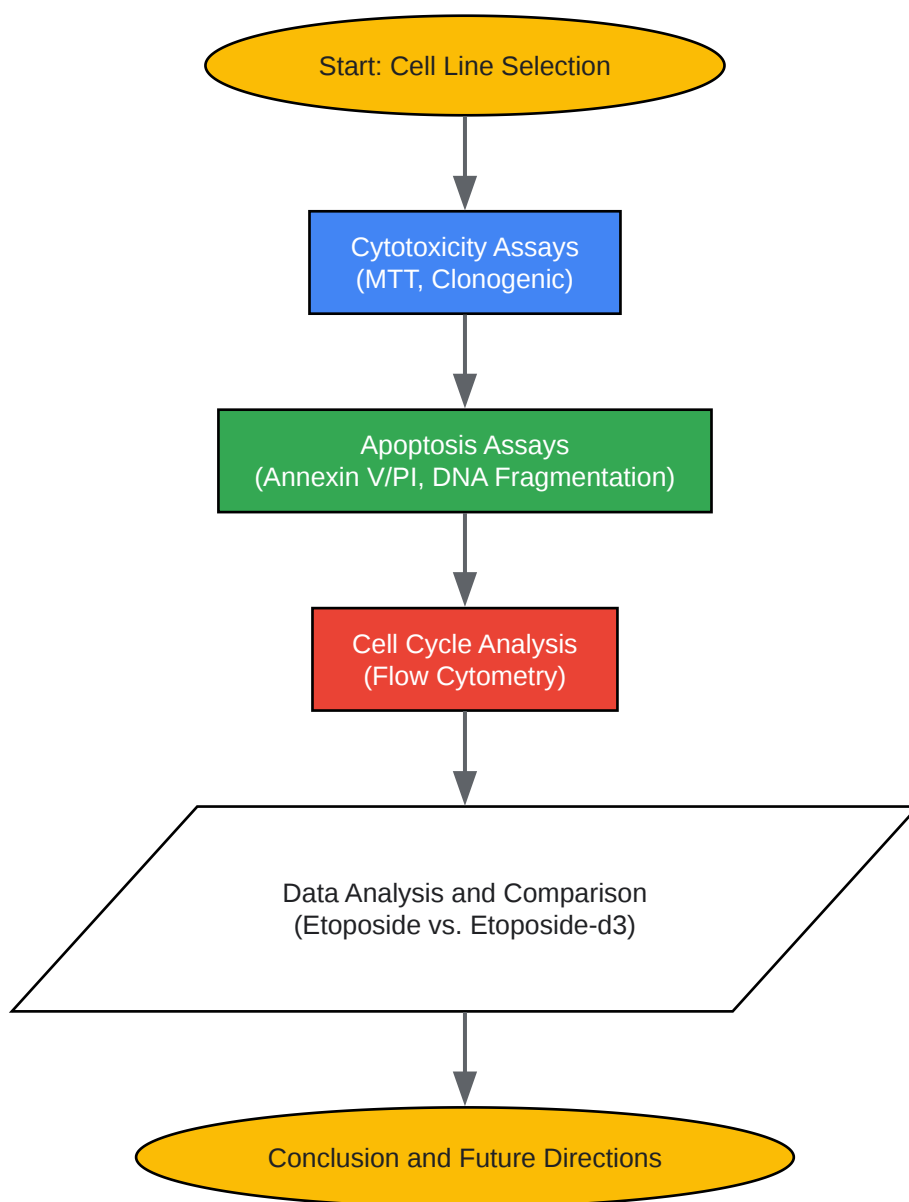 Start: Cell Line Selection
Cytotoxicity Assays
(MTT, Clonogenic)
Apoptosis Assays
(Annexin V/PI, DNA Fragmentation)
Cell Cycle Analysis
(Flow Cytometry)
Data Analysis and Comparison
(Etoposide vs. Etoposide-d3)
Conclusion and Future Directions